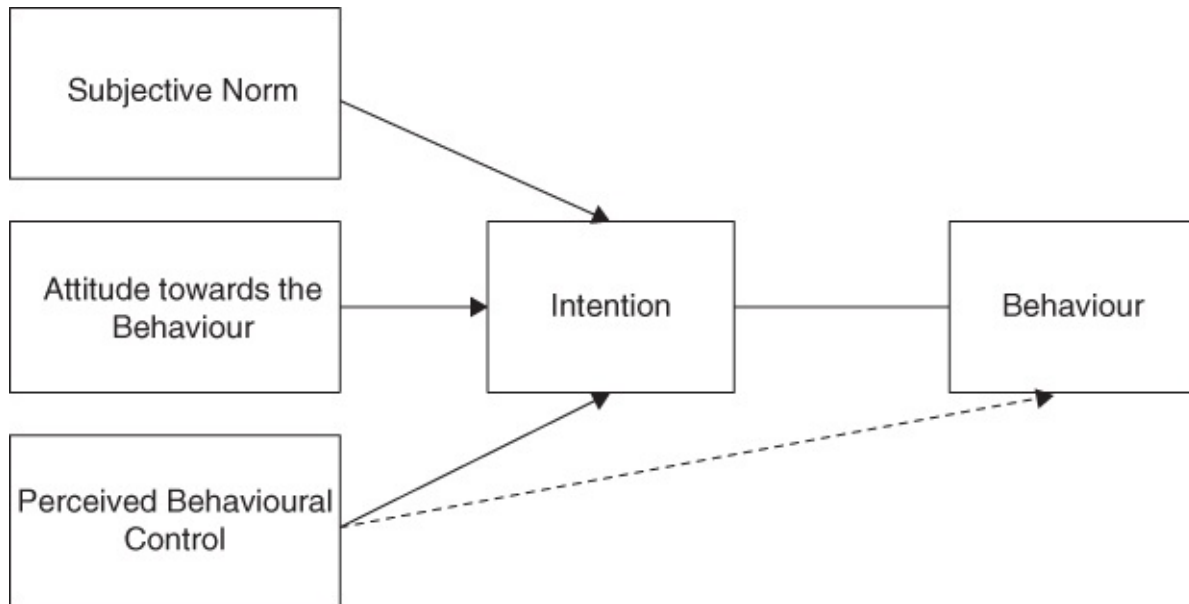 Subjective Norm
Attitude towards the
Behaviour
Intention
Behaviour
Perceived Behavioural
Control